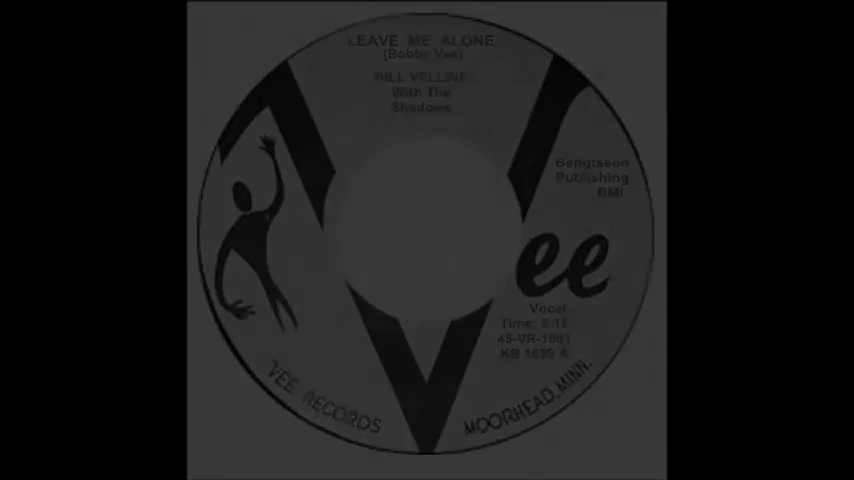 LEAVE ME ALONE
(Bobby Vee)
BILL VELLINE
With The
Shadows
Bengtsson
Publishing
BMI
Vee
Vocal
Time: 2:18
45-VR-1001
KB 1689 A
VEE RECORDS
MOORHEAD, MINN.